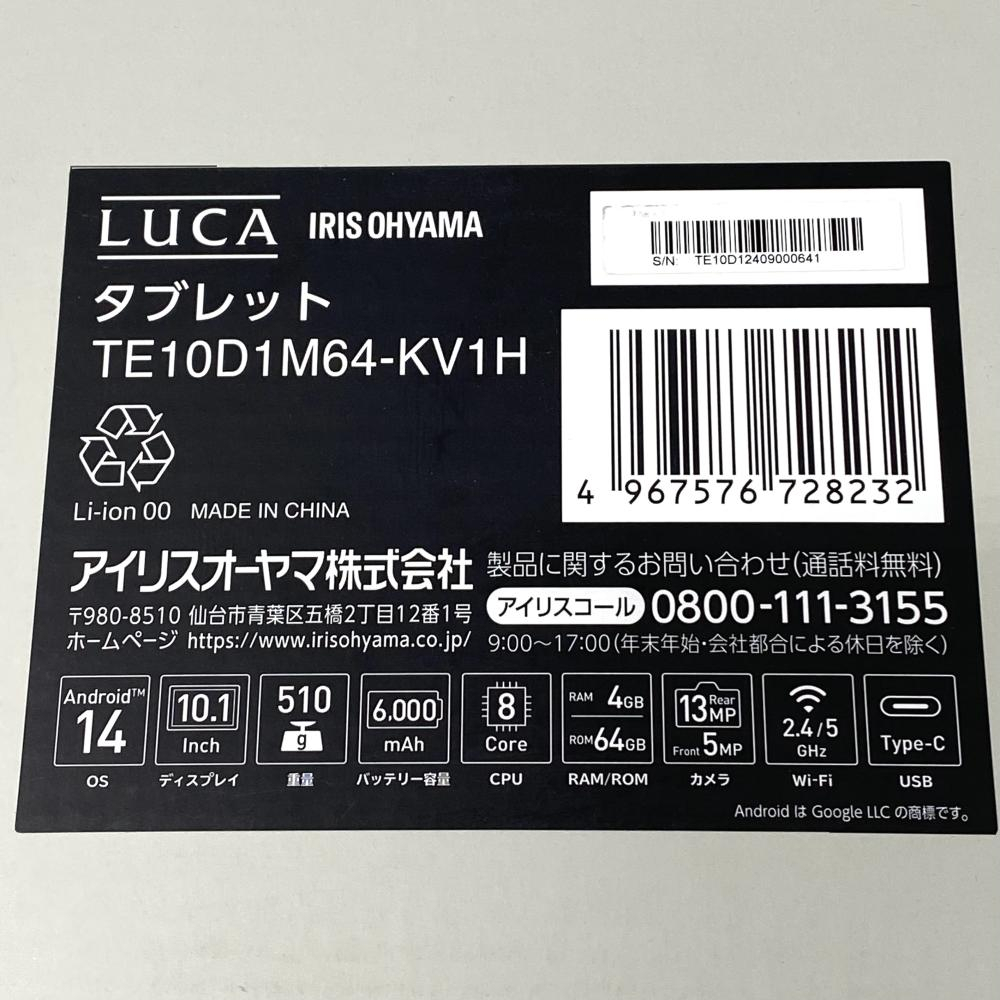 LUCA IRIS OHYAMA
S/N: TE10D12409000641
タブレット
TE10D1M64-KV1H
4 967576 728232
Li-ion 00 MADE IN CHINA
アイリスオーヤマ株式会社
〒980-8510 仙台市青葉区五橋2丁目12番1号
ホームページ https://www.irisohyama.co.jp/
製品に関するお問い合わせ(通話料無料)
アイリスコール 0800-111-3155
9:00〜17:00(年末年始・会社都合による休日を除く)
Android™
14
OS
10.1
Inch
ディスプレイ
510
g
重量
6,000
mAh
バッテリー容量
8
Core
CPU
RAM 4GB
ROM 64GB
RAM/ROM
13MP Rear
Front 5MP
カメラ
2.4/5
GHz
Wi-Fi
Type-C
USB
Android は Google LLC の商標です。